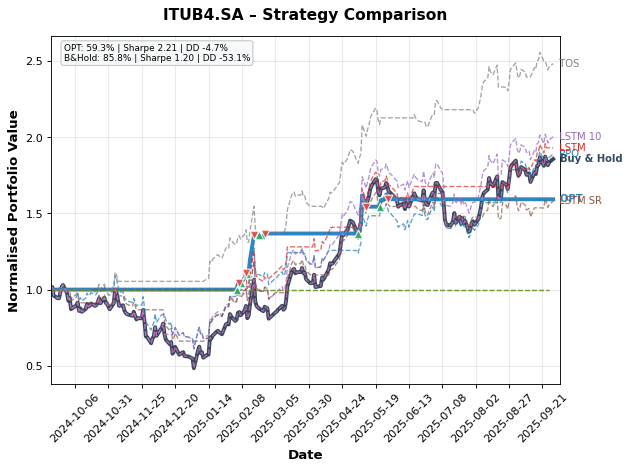 ITUB4.SA – Strategy Comparison
OPT: 59.3% | Sharpe 2.21 | DD -4.7%
B&Hold: 85.8% | Sharpe 1.20 | DD -53.1%
Normalised Portfolio Value
2.5
2.0
1.5
1.0
0.5
TOS
LSTM 10
LSTM
Buy & Hold
OPT
LSTM SR
2024-10-06
2024-10-31
2024-11-25
2024-12-20
2025-01-14
2025-02-08
2025-03-05
2025-03-30
2025-04-24
2025-05-19
2025-06-13
2025-07-08
2025-08-02
2025-08-27
2025-09-21
Date